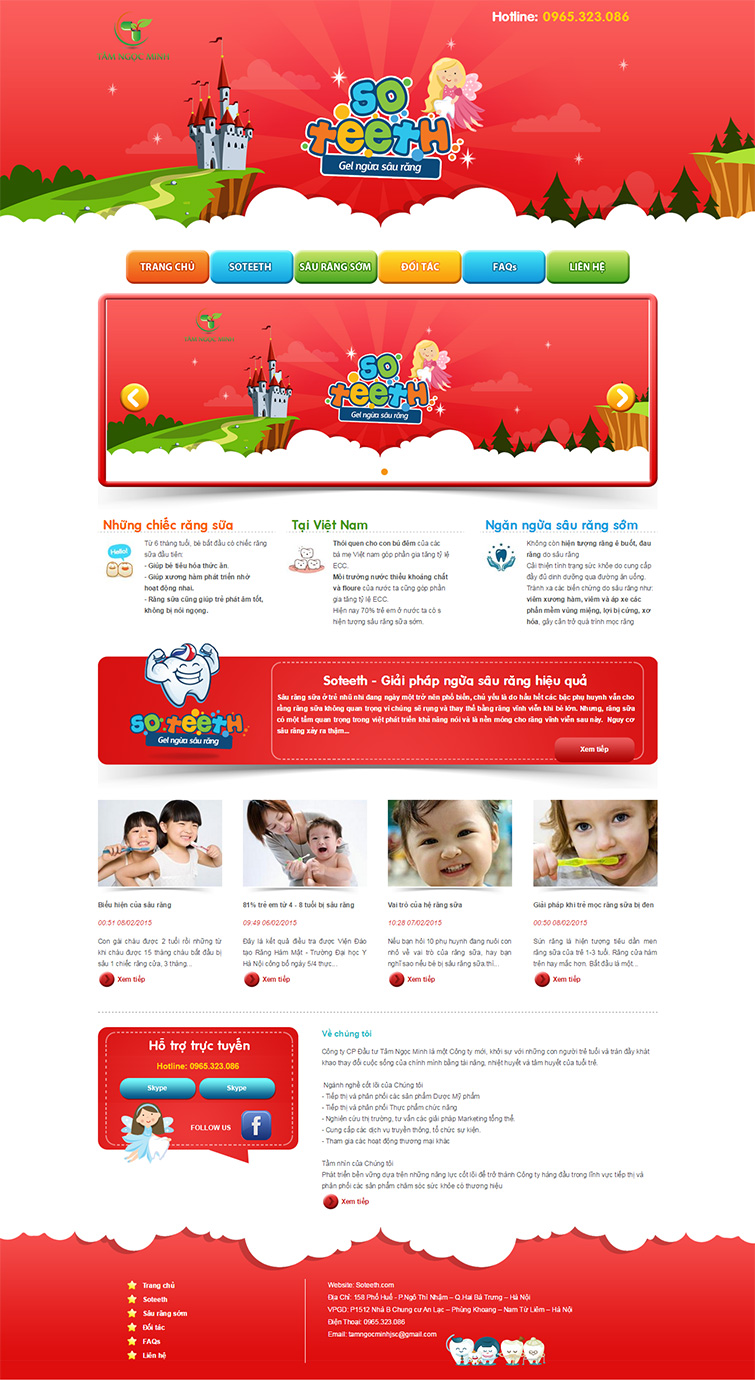 Hotline: 0965.323.086
TÂM NGỌC MINH
SO
TEETH
Gel ngừa sâu răng
TRANG CHỦ
SOTEETH
SÂU RĂNG SỚM
ĐỐI TÁC
FAQs
LIÊN HỆ
TÂM NGỌC MINH
SO
TEETH
Gel ngừa sâu răng
Những chiếc răng sữa
Hello!
Từ 6 tháng tuổi, bé bắt đầu có chiếc răng
sữa đầu tiên:
- Giúp bé tiêu hóa thức ăn.
- Giúp xương hàm phát triển nhờ
hoạt động nhai.
- Răng sữa cũng giúp trẻ phát âm tốt,
không bị nói ngọng.
Tại Việt Nam
Thói quen cho con bú đêm của các
bà mẹ Việt nam góp phần gia tăng tỷ lệ
ECC.
Môi trường nước thiếu khoáng chất
và floure của nước ta cũng góp phần
gia tăng tỷ lệ ECC.
Hiện nay 70% trẻ em ở nước ta có s
hiện tượng sâu răng sữa sớm.
Ngăn ngừa sâu răng sớm
Không còn hiện tượng răng ê buốt, đau
răng do sâu răng
Cải thiện tình trạng sức khỏe do cung cấp
đầy đủ dinh dưỡng qua đường ăn uống.
Tránh xa các biến chứng do sâu răng như:
viêm xương hàm, viêm và áp xe các
phần mềm vùng miệng, lợi bị cứng, xơ
hóa, gây cản trở quá trình mọc răng
SO TEETH
Gel ngừa sâu răng
Soteeth - Giải pháp ngừa sâu răng hiệu quả
Sâu răng sữa ở trẻ nhũ nhi đang ngày một trở nên phổ biến, chủ yếu là do hầu hết các bậc phụ huynh vẫn cho
rằng răng sữa không quan trọng vì chúng sẽ rụng và thay thế bằng răng vĩnh viễn khi bé lớn. Nhưng, răng sữa
có một tầm quan trọng trong việt phát triển khả năng nói và là nền móng cho răng vĩnh viễn sau này. Nguy cơ
sâu răng xảy ra thậm...
Xem tiếp
Biểu hiện của sâu răng
00:51 08/02/2015
Con gái cháu được 2 tuổi rồi nhưng từ
khi cháu được 15 tháng cháu bắt đầu bị
sâu 1 chiếc răng cửa, 3 tháng...
Xem tiếp
81% trẻ em từ 4 - 8 tuổi bị sâu răng
09:49 06/02/2015
Đây là kết quả điều tra được Viện Đào
tạo Răng Hàm Mặt - Trường Đại học Y
Hà Nội công bố ngày 5/4 thực...
Xem tiếp
Vai trò của hệ răng sữa
10:28 07/02/2015
Nếu bạn hỏi 10 phụ huynh đang nuôi con
nhỏ về vai trò của răng sữa, hay bạn
nghĩ sao nếu bé bị sâu răng sữa thì...
Xem tiếp
Giải pháp khi trẻ mọc răng sữa bị đen
00:50 08/02/2015
Sún răng là hiện tượng tiêu dần men
răng sữa của trẻ 1-3 tuổi. Răng cửa hàm
trên hay mắc hơn. Bắt đầu là một...
Xem tiếp
Hỗ trợ trực tuyến
Hotline: 0965.323.086
Skype
Skype
FOLLOW US
f
Về chúng tôi
Công ty CP Đầu tư Tâm Ngọc Minh là một Công ty mới, khởi sự với những con người trẻ tuổi và tràn đầy khát
khao thay đổi cuộc sống của chính mình bằng tài năng, nhiệt huyết và tâm huyết của tuổi trẻ.
Ngành nghề cốt lõi của Chúng tôi
- Tiếp thị và phân phối các sản phẩm Dược Mỹ phẩm
- Tiếp thị và phân phối Thực phẩm chức năng
- Nghiên cứu thị trường, tư vấn các giải pháp Marketing tổng thể.
- Cung cấp các dịch vụ truyền thông, tổ chức sự kiện.
- Tham gia các hoạt động thương mại khác
Tầm nhìn của Chúng tôi
Phát triển bền vững dựa trên những năng lực cốt lõi để trở thành Công ty hàng đầu trong lĩnh vực tiếp thị và
phân phối các sản phẩm chăm sóc sức khỏe có thương hiệu
Xem tiếp
Trang chủ
Soteeth
Sâu răng sớm
Đối tác
FAQs
Liên hệ
Website: Soteeth.com
Địa Chỉ: 158 Phố Huế - P.Ngô Thì Nhậm – Q.Hai Bà Trưng – Hà Nội
VPGD: P1512 Nhà B Chung cư An Lạc – Phùng Khoang – Nam Từ Liêm – Hà Nội
Điện Thoại: 0965.323.086
Email: tamngocminhjsc@gmail.com